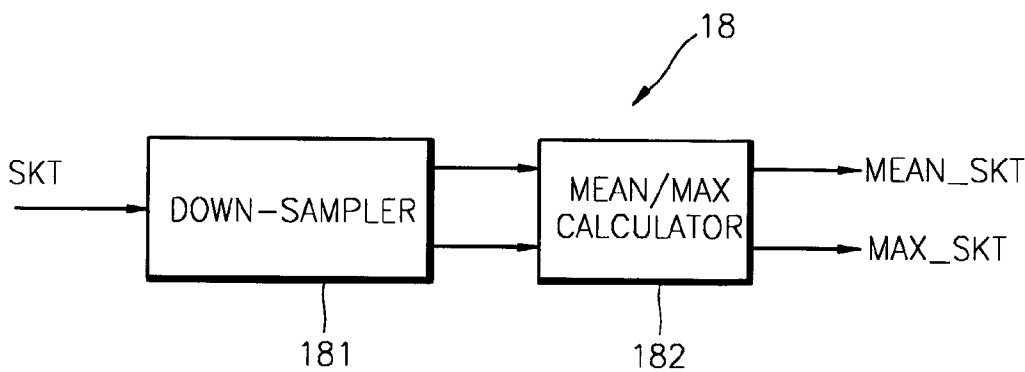 18
SKT
DOWN-SAMPLER
MEAN/MAX
CALCULATOR
MEAN_SKT
MAX_SKT
181
182